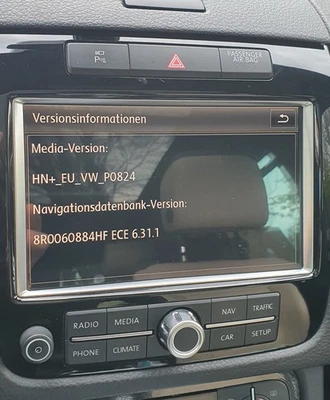 P
PASSENGER
AIR BAG
Versionsinformationen
Media-Version:
HN+_EU_VW_P0824
Navigationsdatenbank-Version:
8R0060884HF ECE 6.31.1
RADIO
MEDIA
NAV
TRAFFIC
PHONE
CLIMATE
CAR
SETUP